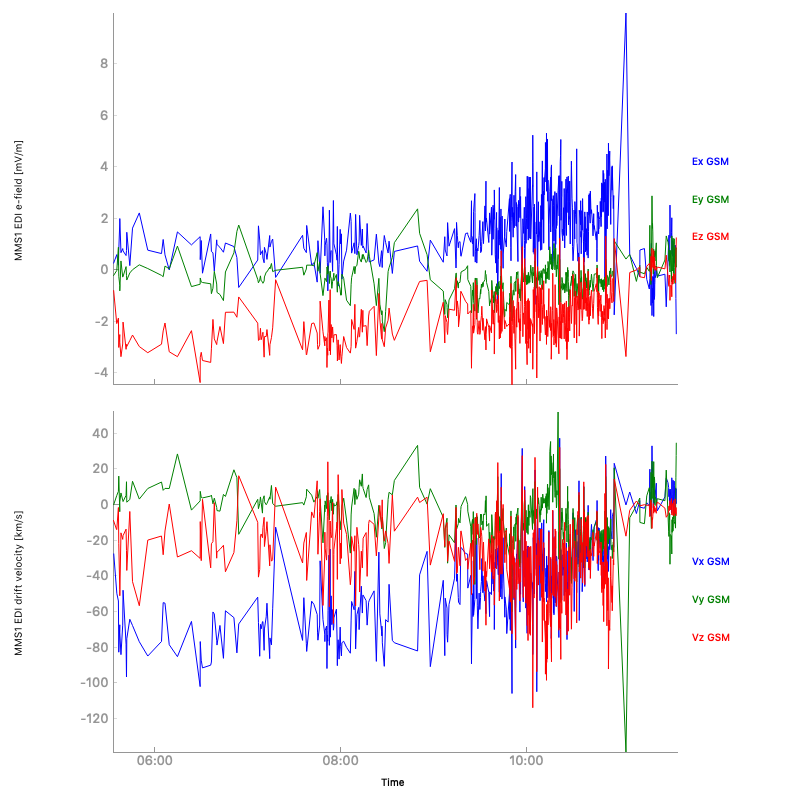 MMS1 EDI e-field [mV/m]
8
6
4
2
0
-2
-4
Ex GSM
Ey GSM
Ez GSM
MMS1 EDI drift velocity [km/s]
40
20
0
-20
-40
-60
-80
-100
-120
Vx GSM
Vy GSM
Vz GSM
06:00 08:00 10:00
Time